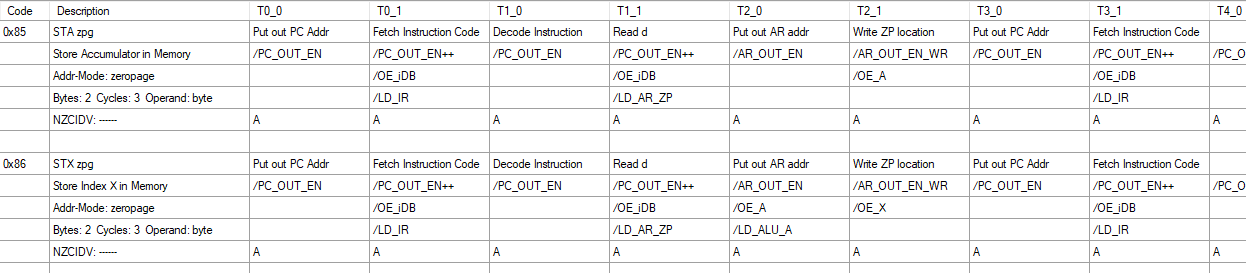 Code Description T0_0 T0_1 T1_0 T1_1 T2_0 T2_1 T3_0 T3_1 T4_0
0x85 STA zpg Put out PC Addr Fetch Instruction Code Decode Instruction Read d Put out AR addr Write ZP location Put out PC Addr Fetch Instruction Code
Store Accumulator in Memory /PC_OUT_EN /PC_OUT_EN++ /PC_OUT_EN /PC_OUT_EN++ /AR_OUT_EN /AR_OUT_EN_WR /PC_OUT_EN /PC_OUT_EN++ /PC_O
Addr-Mode: zeropage /OE_iDB /OE_iDB /OE_A /OE_iDB
Bytes: 2 Cycles: 3 Operand: byte /LD_IR /LD_AR_ZP /LD_IR
NZCIDV: ------ A A A A A A A A A
0x86 STX zpg Put out PC Addr Fetch Instruction Code Decode Instruction Read d Put out AR addr Write ZP location Put out PC Addr Fetch Instruction Code
Store Index X in Memory /PC_OUT_EN /PC_OUT_EN++ /PC_OUT_EN /PC_OUT_EN++ /AR_OUT_EN /AR_OUT_EN_WR /PC_OUT_EN /PC_OUT_EN++ /PC_O
Addr-Mode: zeropage /OE_iDB /OE_iDB /OE_A /OE_X /OE_iDB
Bytes: 2 Cycles: 3 Operand: byte /LD_IR /LD_AR_ZP /LD_ALU_A /LD_IR
NZCIDV: ------ A A A A A A A A A